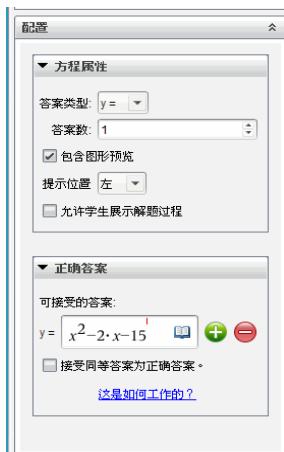 配置
方程属性
答案类型: y =
答案数: 1
包含图形预览
提示位置 左
允许学生展示解题过程
正确答案
可接受的答案:
y = x²−2·x−15
接受同等答案为正确答案。
这是如何工作的？